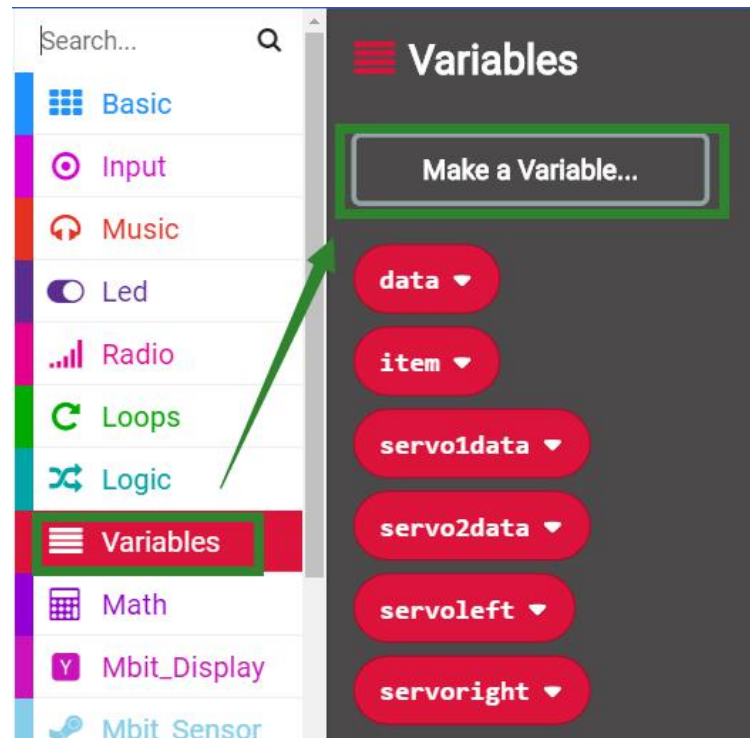 Search...
Basic
Input
Music
Led
Radio
Loops
Logic
Variables
Math
Y Mbit_Display
Mbit_Sensor
Variables
Make a Variable...
data
item
servo1data
servo2data
servoleft
servoright